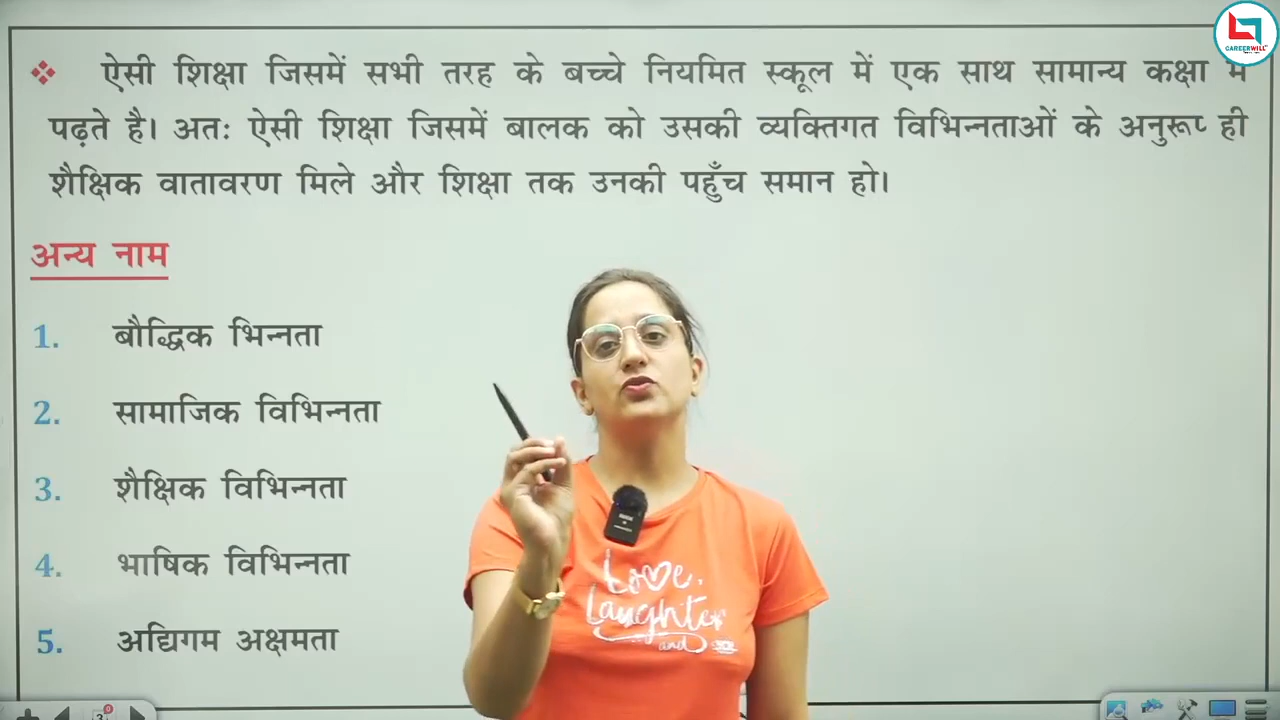 CAREERWILL
❖ ऐसी शिक्षा जिसमें सभी तरह के बच्चे नियमित स्कूल में एक साथ सामान्य कक्षा में
पढ़ते है। अतः ऐसी शिक्षा जिसमें बालक को उसकी व्यक्तिगत विभिन्नताओं के अनुरूप ही
शैक्षिक वातावरण मिले और शिक्षा तक उनकी पहुँच समान हो।
अन्य नाम
1. बौद्धिक भिन्नता
2. सामाजिक विभिन्नता
3. शैक्षिक विभिन्नता
4. भाषिक विभिन्नता
5. अद्यिगम अक्षमता
Love,
Laughter
and